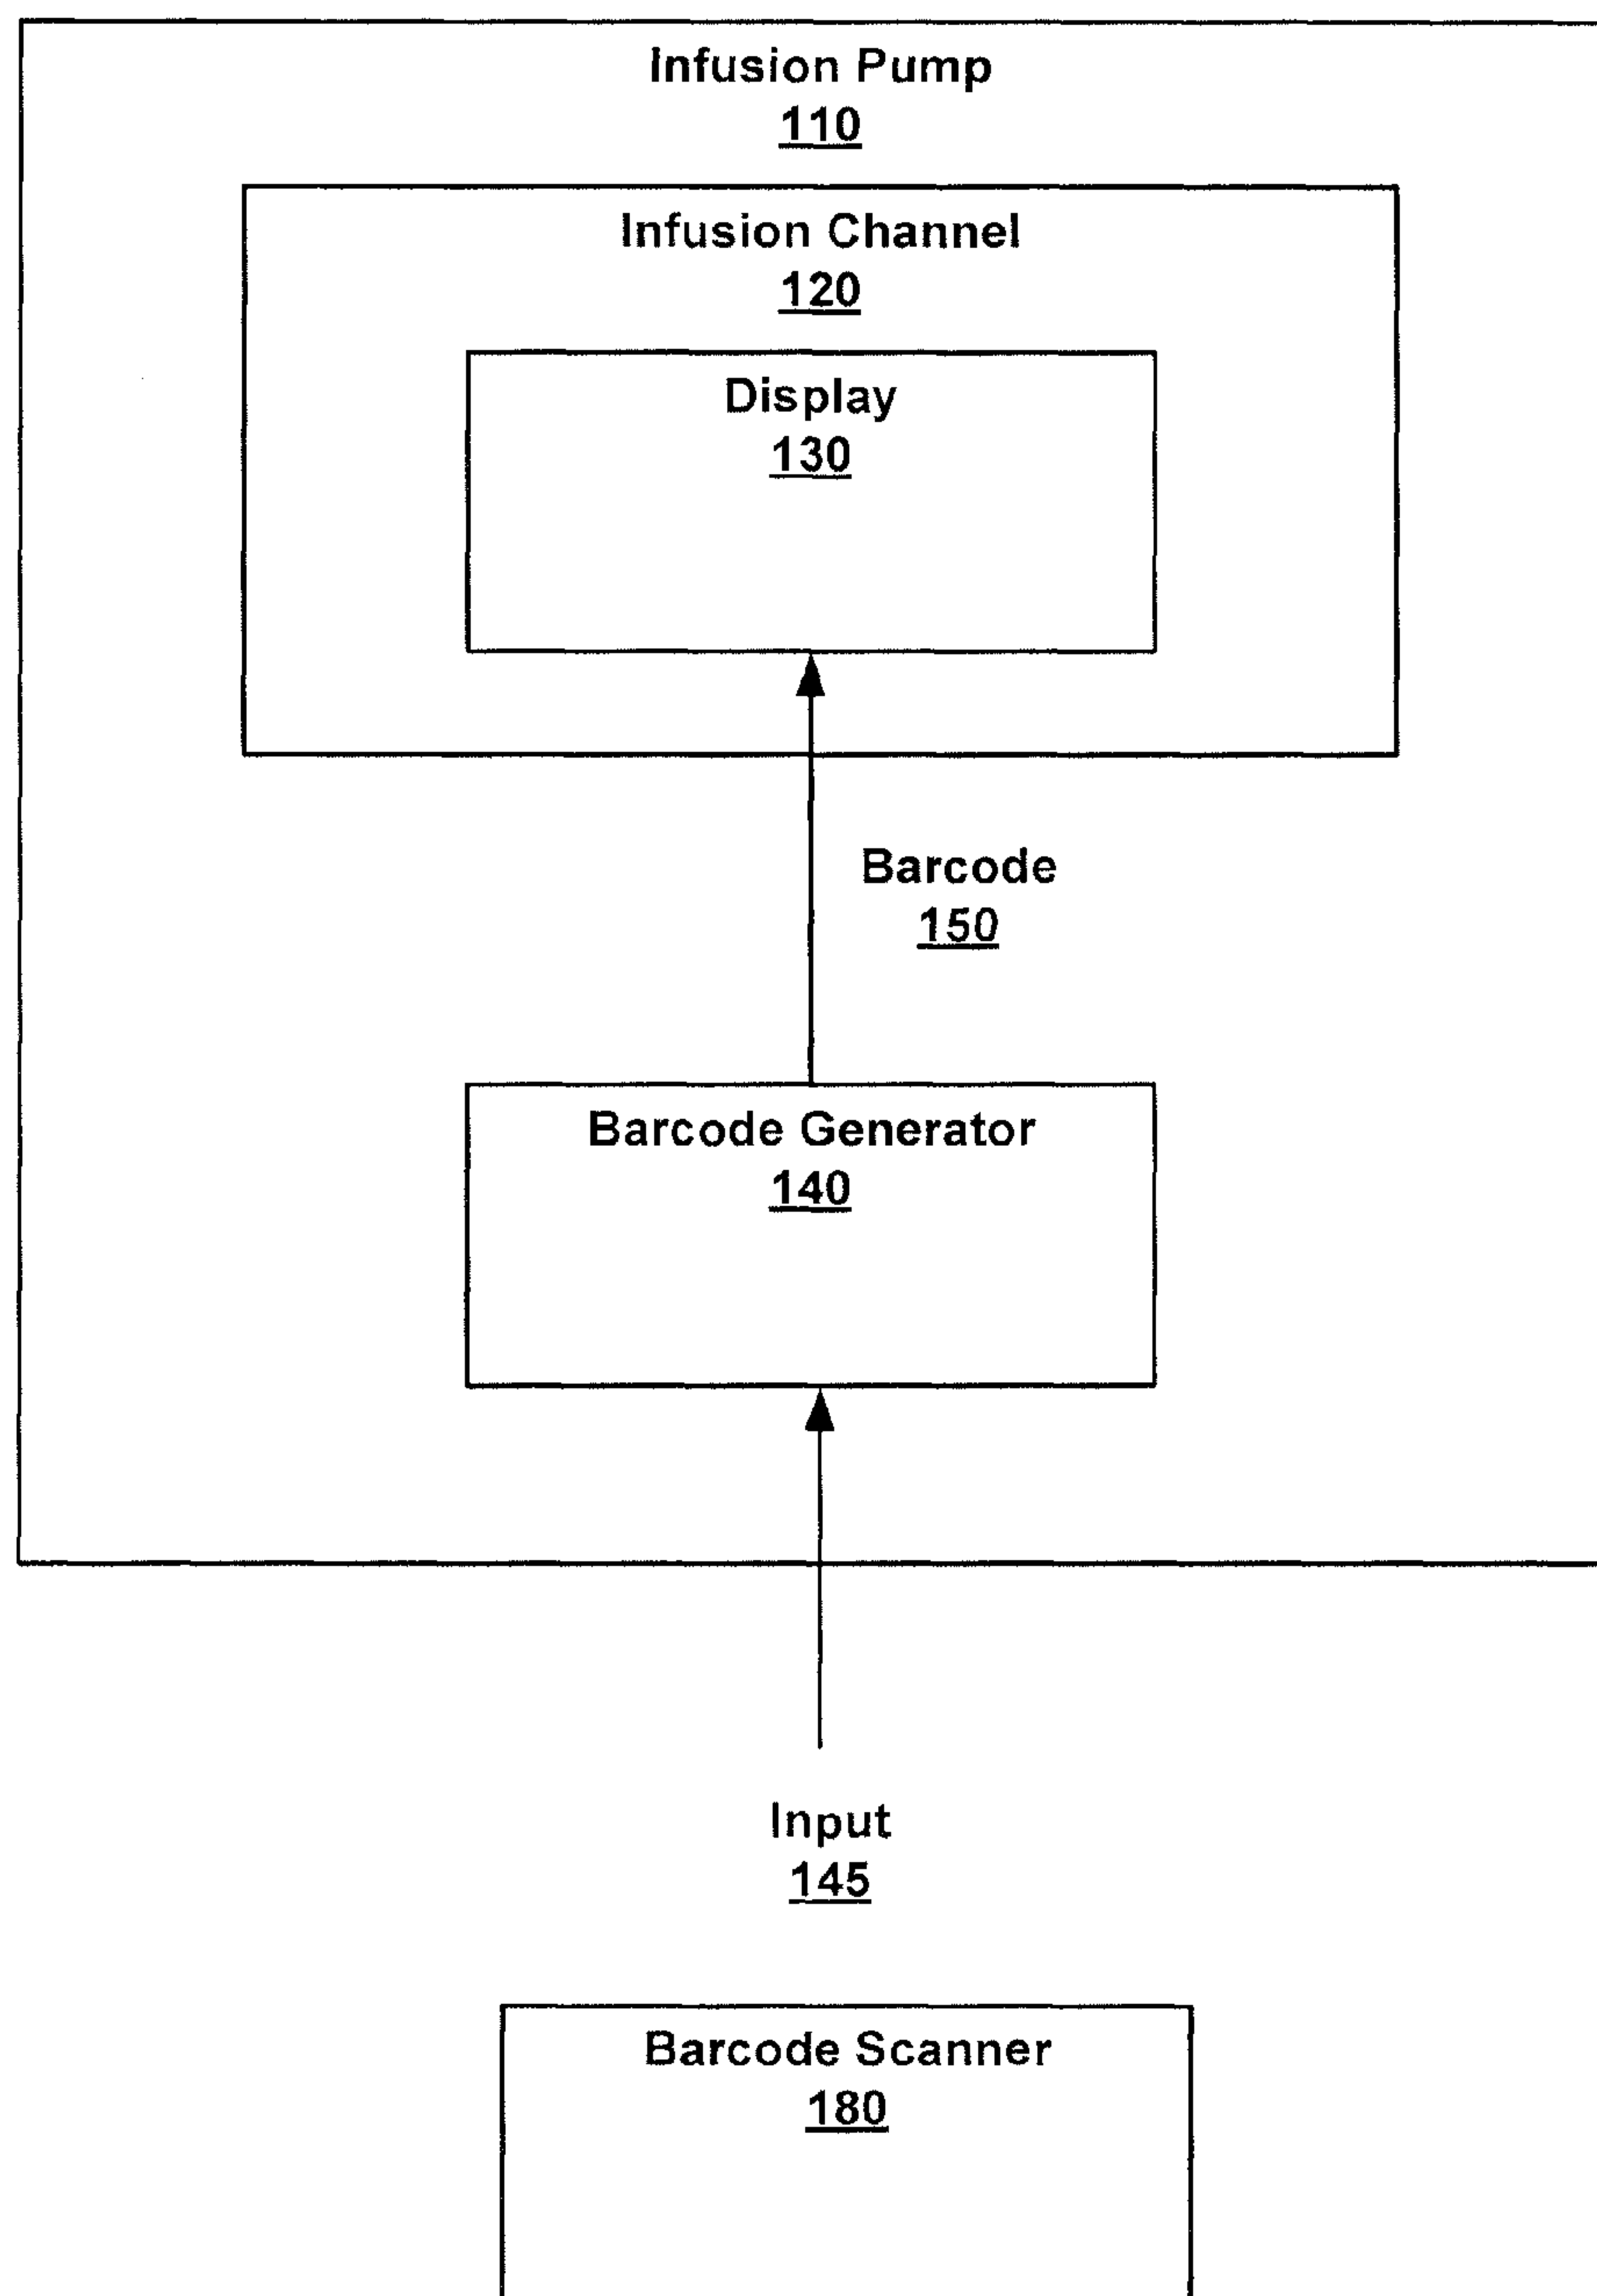 Infusion Pump
110
Infusion Channel
120
Display
130
Barcode
150
Barcode Generator
140
Input
145
Barcode Scanner
180